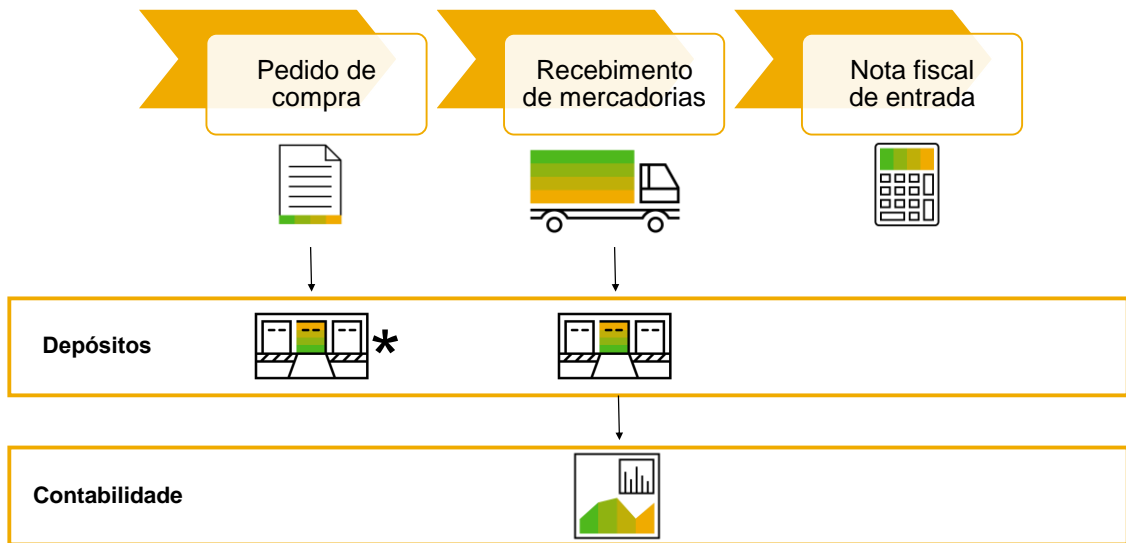 Pedido de
compra
Recebimento
de mercadorias
Nota fiscal
de entrada
Depósitos
*
Contabilidade